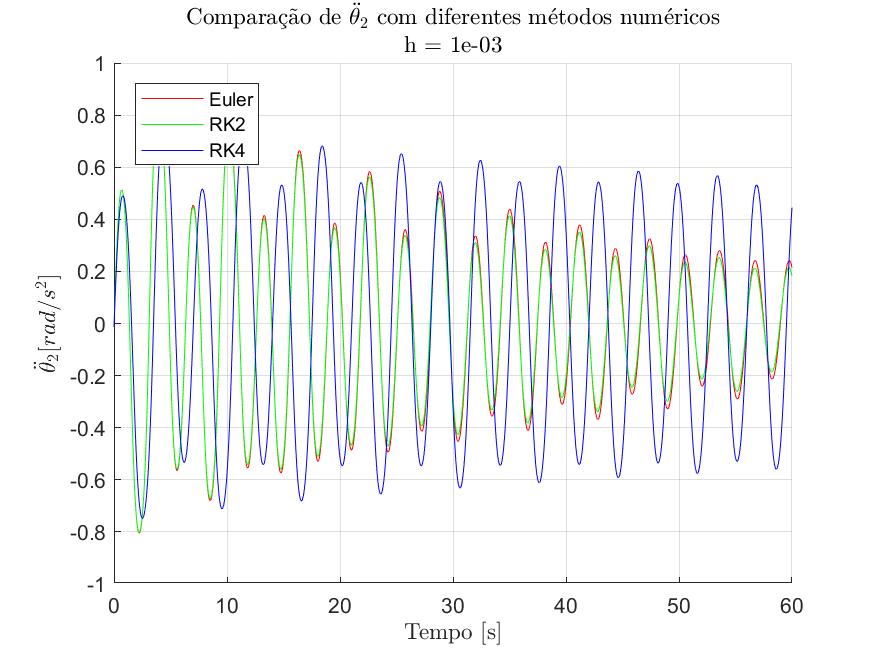 Comparação de θ̈₂ com diferentes métodos numéricos
h = 1e-03
1
0.8
0.6
0.4
0.2
0
-0.2
-0.4
-0.6
-0.8
-1
Euler
RK2
RK4
θ̈₂[rad/s²]
0 10 20 30 40 50 60
Tempo [s]